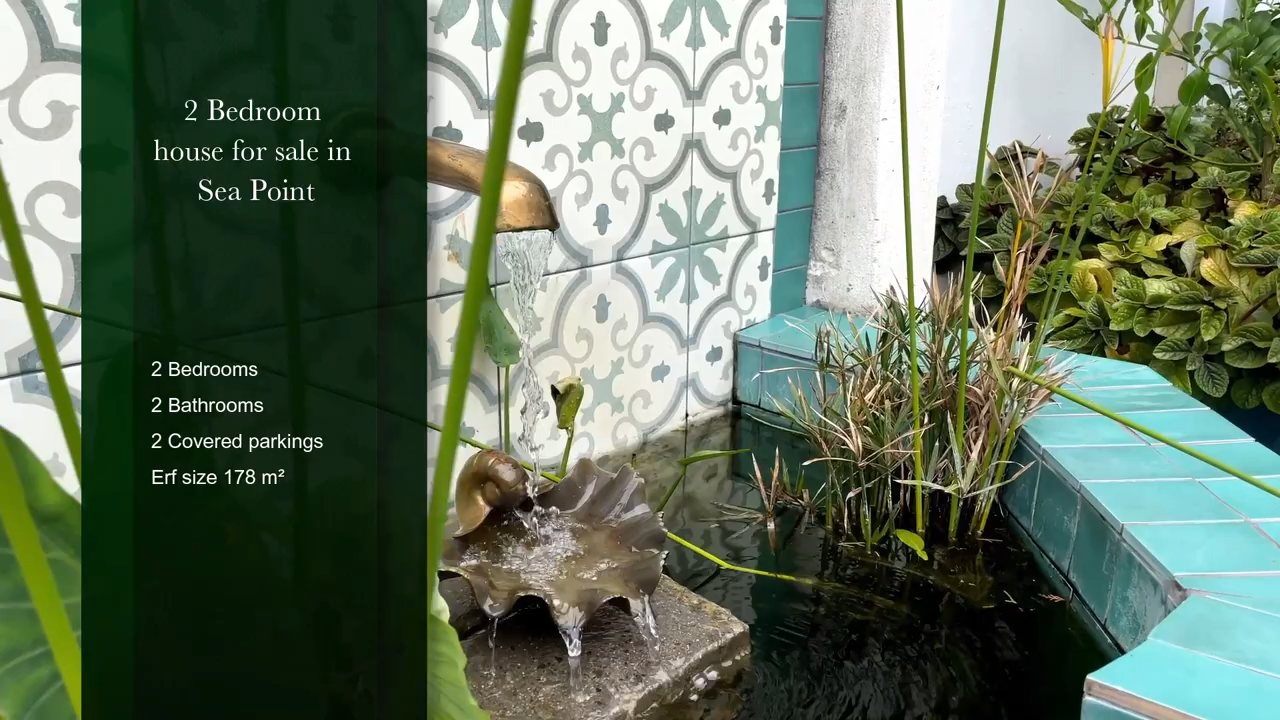 2 Bedroom
house for sale in
Sea Point
2 Bedrooms
2 Bathrooms
2 Covered parkings
Erf size 178 m²